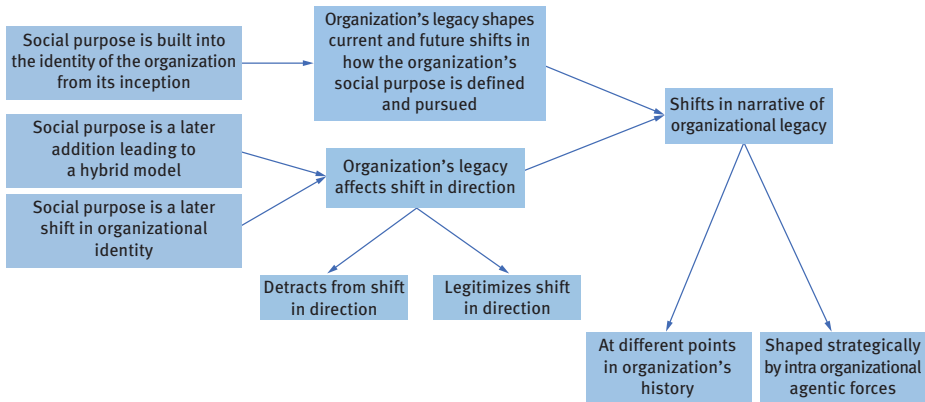 Social purpose is built into
the identity of the organization
from its inception
Organization's legacy shapes
current and future shifts in
how the organization's
social purpose is defined
and pursued
Shifts in narrative of
organizational legacy
Social purpose is a later
addition leading to
a hybrid model
Organization's legacy
affects shift in direction
Social purpose is a later
shift in organizational
identity
Detracts from shift
in direction
Legitimizes shift
in direction
At different points
in organization's
history
Shaped strategically
by intra organizational
agentic forces